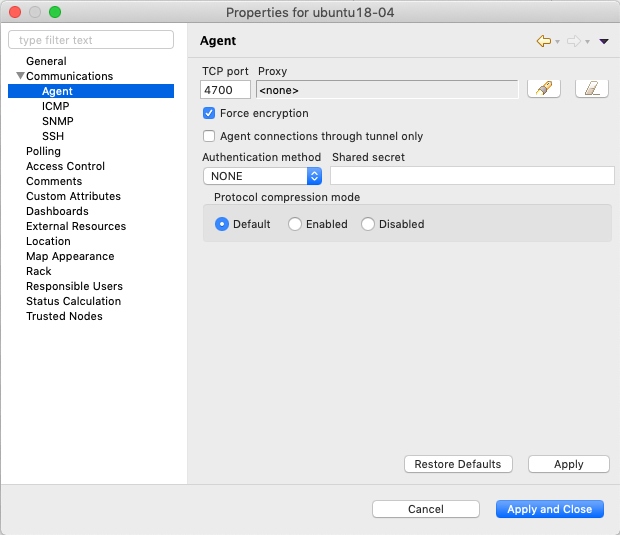 Properties for ubuntu18-04
type filter text
General
Communications
Agent
ICMP
SNMP
SSH
Polling
Access Control
Comments
Custom Attributes
Dashboards
External Resources
Location
Map Appearance
Rack
Responsible Users
Status Calculation
Trusted Nodes
Agent
TCP port Proxy
4700 <none>
Force encryption
Agent connections through tunnel only
Authentication method Shared secret
NONE
Protocol compression mode
Default Enabled Disabled
Restore Defaults Apply
Cancel Apply and Close